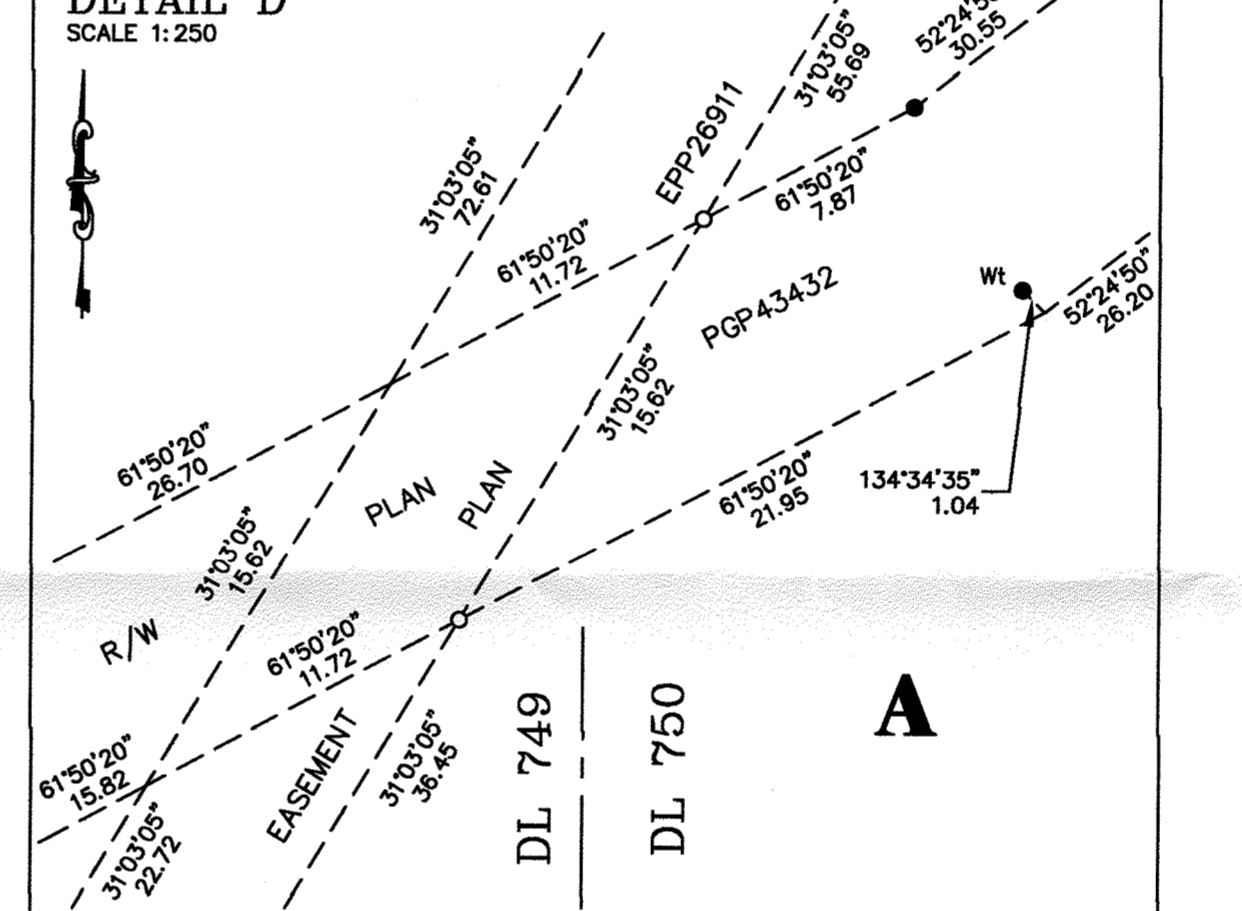 DETAIL D
SCALE 1:250
52°24'50"
30.55
31°03'05"
55.69
EPP26911
31°03'05"
72.61
61°50'20"
7.87
61°50'20"
11.72
Wt
52°24'50"
26.20
PGP43432
31°03'05"
15.62
61°50'20"
26.70
PLAN
PLAN
134°34'35"
1.04
61°50'20"
21.95
31°03'05"
15.62
R/W
61°50'20"
11.72
A
DL 749
DL 750
EASEMENT
31°03'05"
36.45
61°50'20"
15.82
31°03'05"
22.72